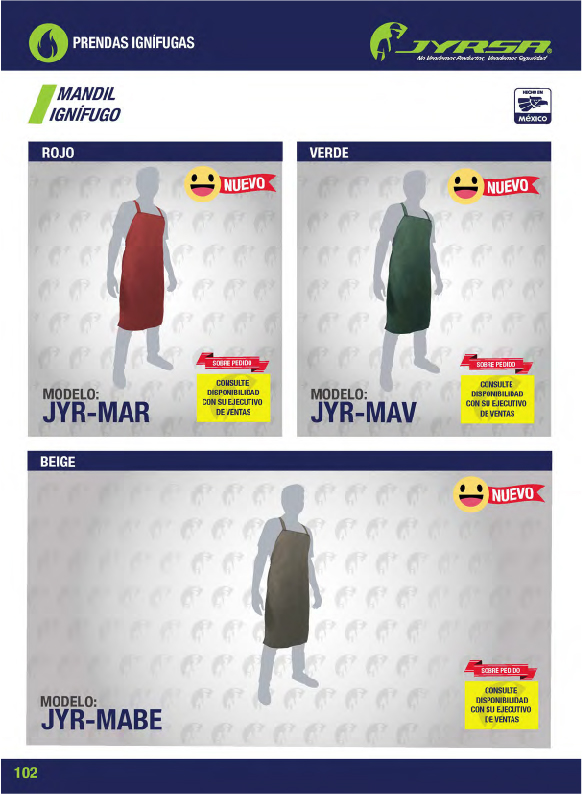 PRENDAS IGNÍFUGAS
JYRSA®
No Vendemos Productos, Vendemos Seguridad
MANDIL
IGNÍFUGO
HECHO EN
MÉXICO
ROJO
NUEVO
SOBRE PEDIDO
CONSULTE
DISPONIBILIDAD
CON SU EJECUTIVO
DE VENTAS
MODELO:
JYR-MAR
VERDE
NUEVO
SOBRE PEDIDO
CONSULTE
DISPONIBILIDAD
CON SU EJECUTIVO
DE VENTAS
MODELO:
JYR-MAV
BEIGE
NUEVO
SOBRE PEDIDO
CONSULTE
DISPONIBILIDAD
CON SU EJECUTIVO
DE VENTAS
MODELO:
JYR-MABE
102